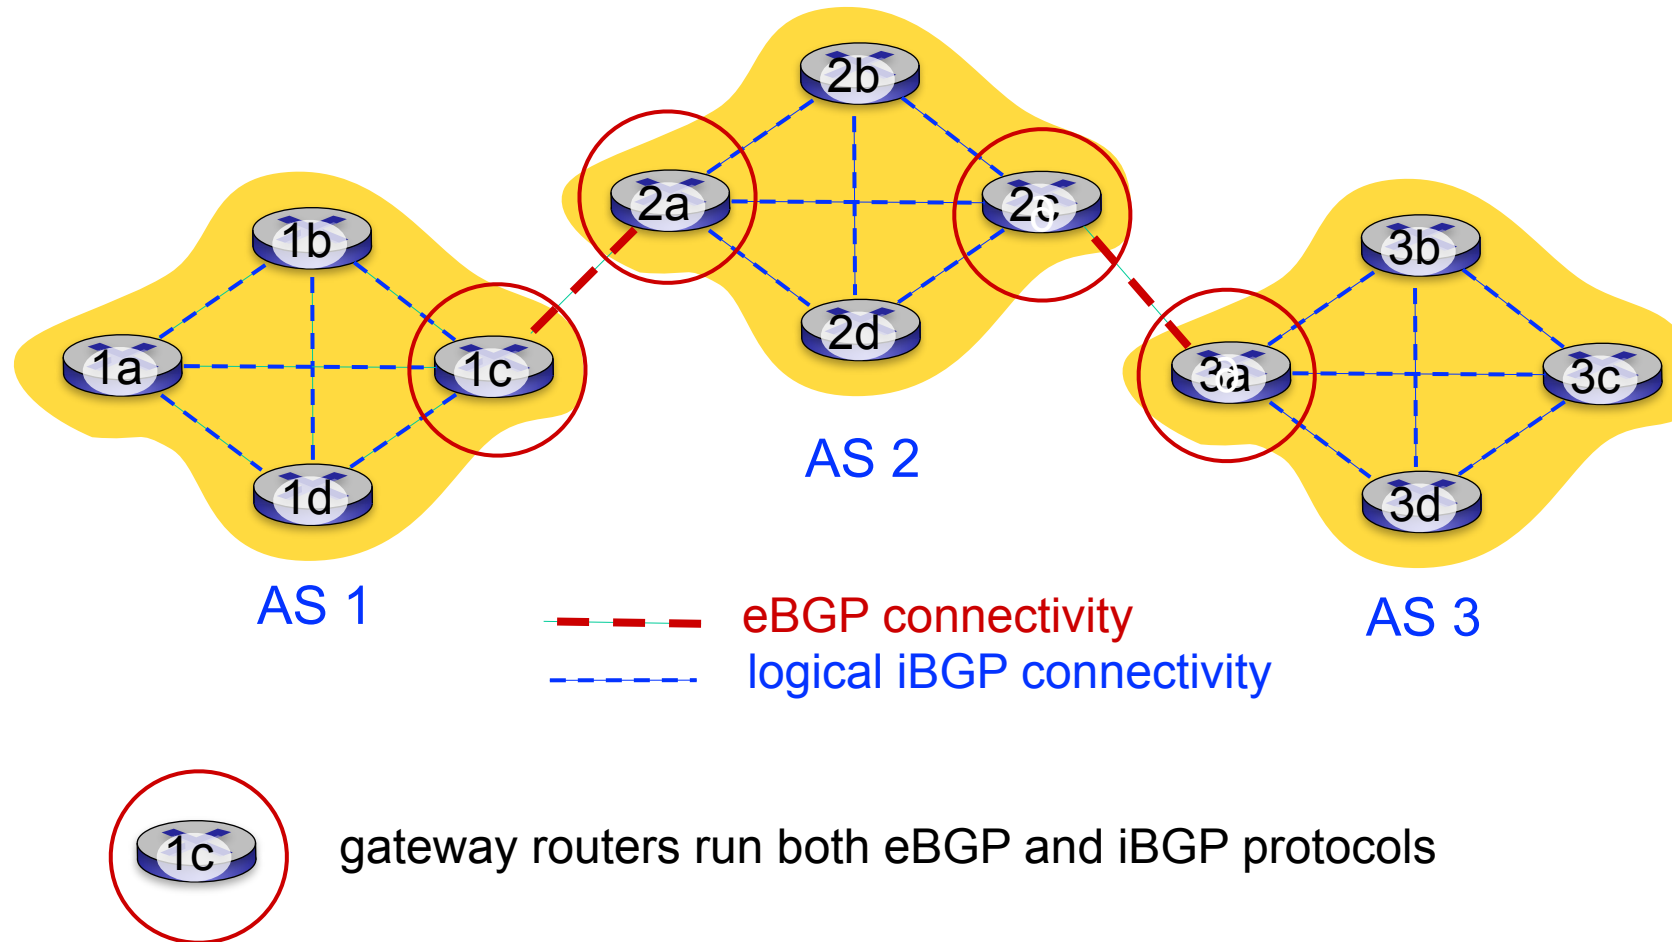 2b
2a
2c
1b
3b
2d
1a
1c
3a
3c
AS 2
1d
3d
AS 1
eBGP connectivity
AS 3
logical iBGP connectivity
1c
gateway routers run both eBGP and iBGP protocols